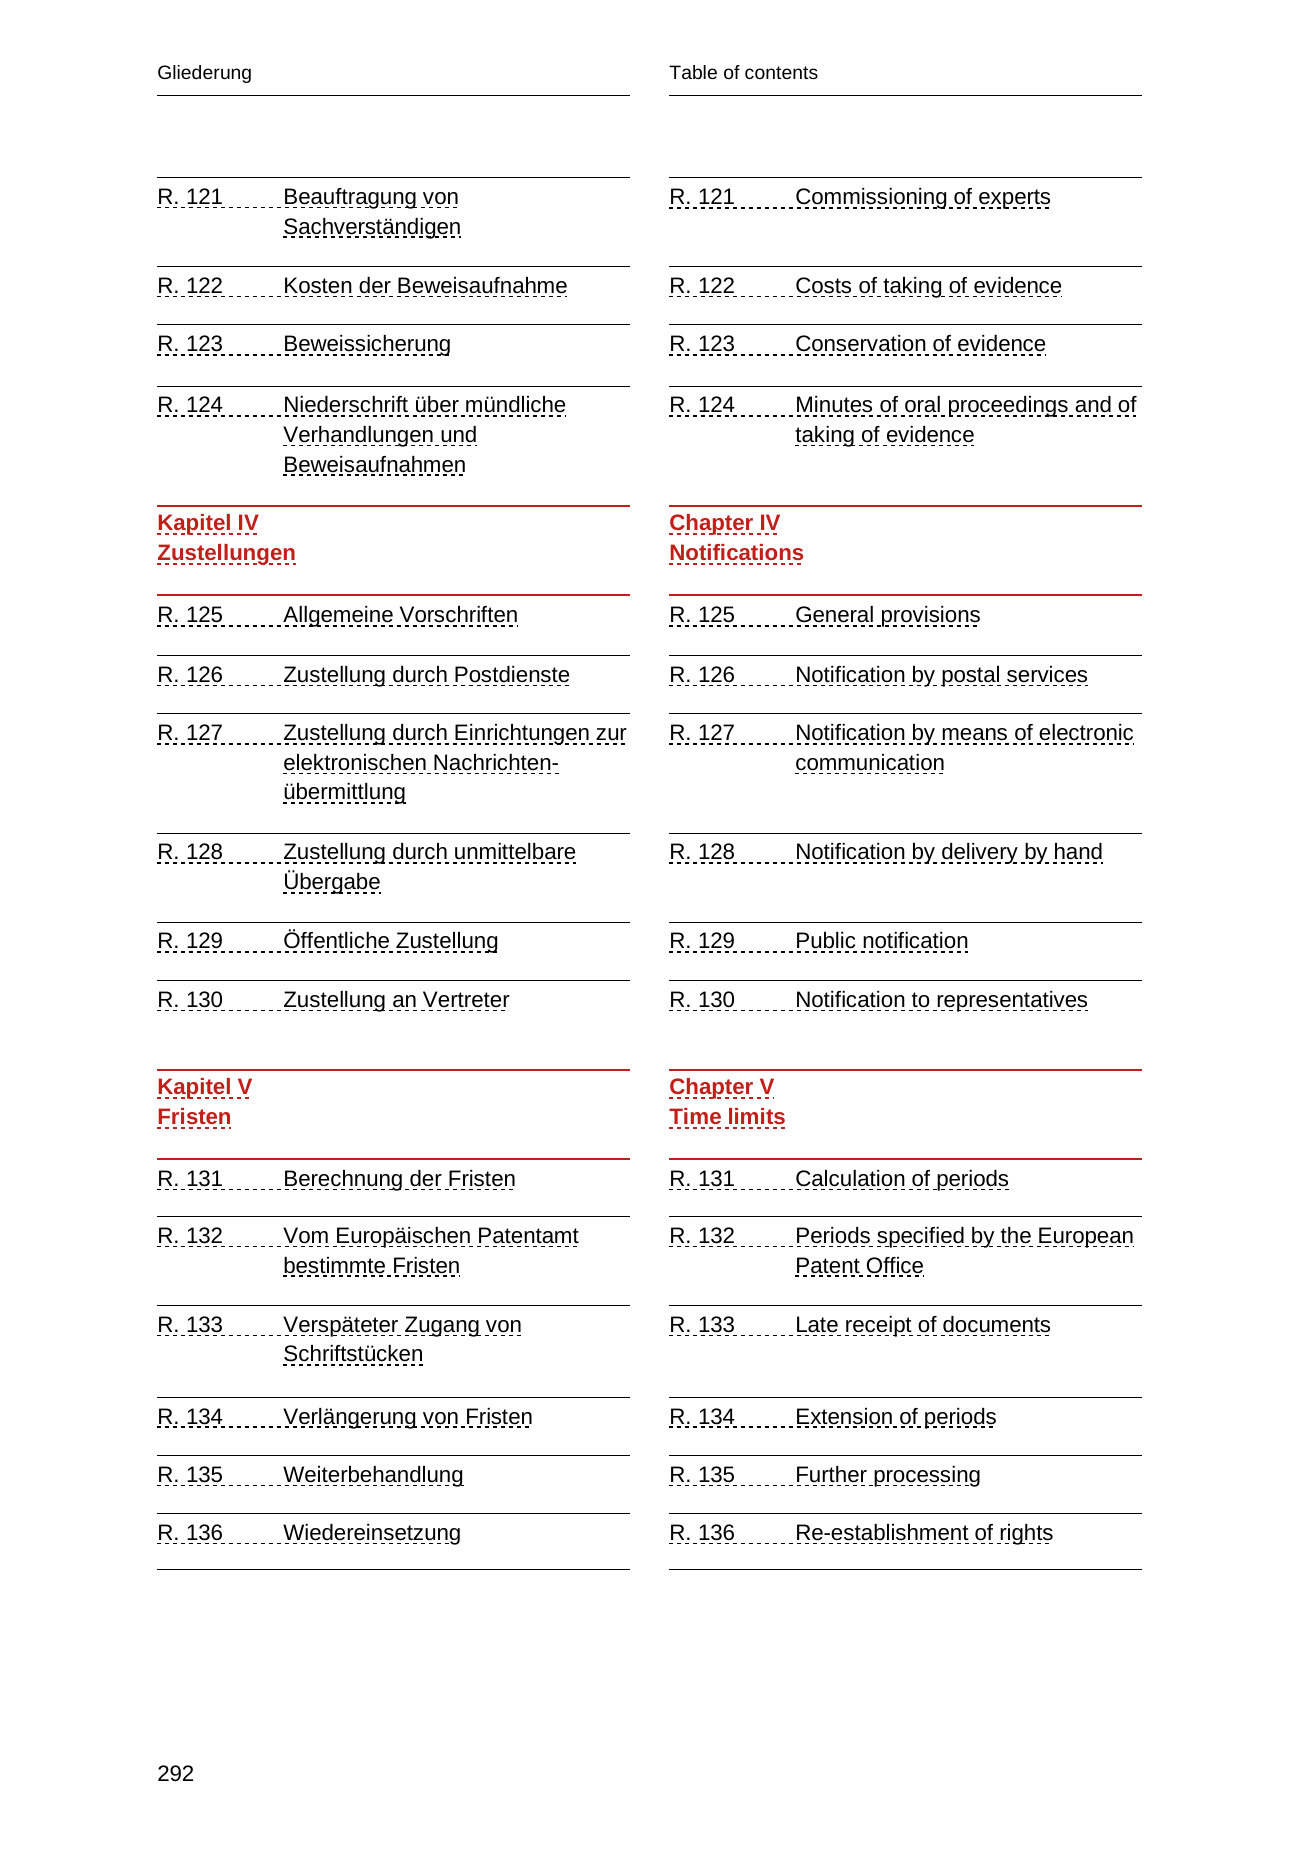 Gliederung
R. 121 Beauftragung von
Sachverständigen
R. 122 Kosten der Beweisaufnahme
R. 123 Beweissicherung
R. 124 Niederschrift über mündliche
Verhandlungen und
Beweisaufnahmen
Kapitel IV
Zustellungen
R. 125 Allgemeine Vorschriften
R. 126 Zustellung durch Postdienste
R. 127 Zustellung durch Einrichtungen zur
elektronischen Nachrichten-
übermittlung
R. 128 Zustellung durch unmittelbare
Übergabe
R. 129 Öffentliche Zustellung
R. 130 Zustellung an Vertreter
Kapitel V
Fristen
R. 131 Berechnung der Fristen
R. 132 Vom Europäischen Patentamt
bestimmte Fristen
R. 133 Verspäteter Zugang von
Schriftstücken
R. 134 Verlängerung von Fristen
R. 135 Weiterbehandlung
R. 136 Wiedereinsetzung
Table of contents
R. 121 Commissioning of experts
R. 122 Costs of taking of evidence
R. 123 Conservation of evidence
R. 124 Minutes of oral proceedings and of
taking of evidence
Chapter IV
Notifications
R. 125 General provisions
R. 126 Notification by postal services
R. 127 Notification by means of electronic
communication
R. 128 Notification by delivery by hand
R. 129 Public notification
R. 130 Notification to representatives
Chapter V
Time limits
R. 131 Calculation of periods
R. 132 Periods specified by the European
Patent Office
R. 133 Late receipt of documents
R. 134 Extension of periods
R. 135 Further processing
R. 136 Re-establishment of rights
292